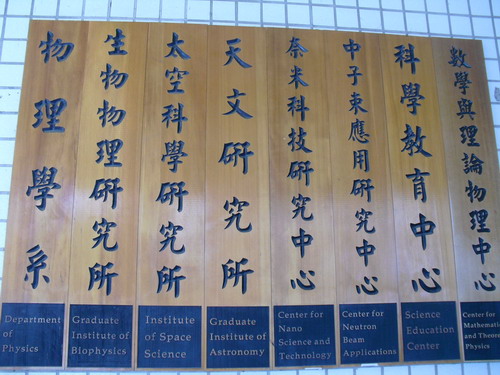 物理學系
Department
of
Physics
生物物理研究所
Graduate
Institute of
Biophysics
太空科學研究所
Institute
of Space
Science
天文研究所
Graduate
Institute of
Astronomy
奈米科技研究中心
Center for
Nano
Science and
Technology
中子束應用研究中心
Center for
Neutron
Beam
Applications
科學教育中心
Science
Education
Center
數學與理論物理中心
Center for
Mathematic
and Theore
Physics